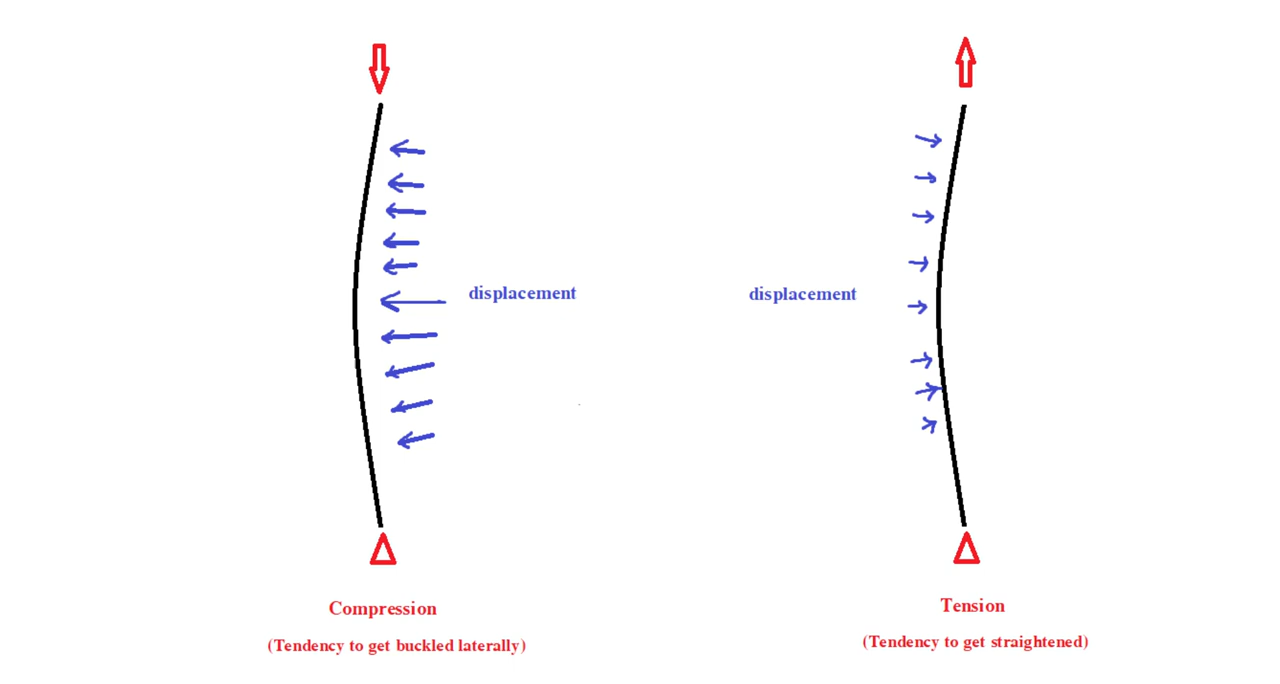 displacement
displacement
Compression
(Tendency to get buckled laterally)
Tension
(Tendency to get straightened)